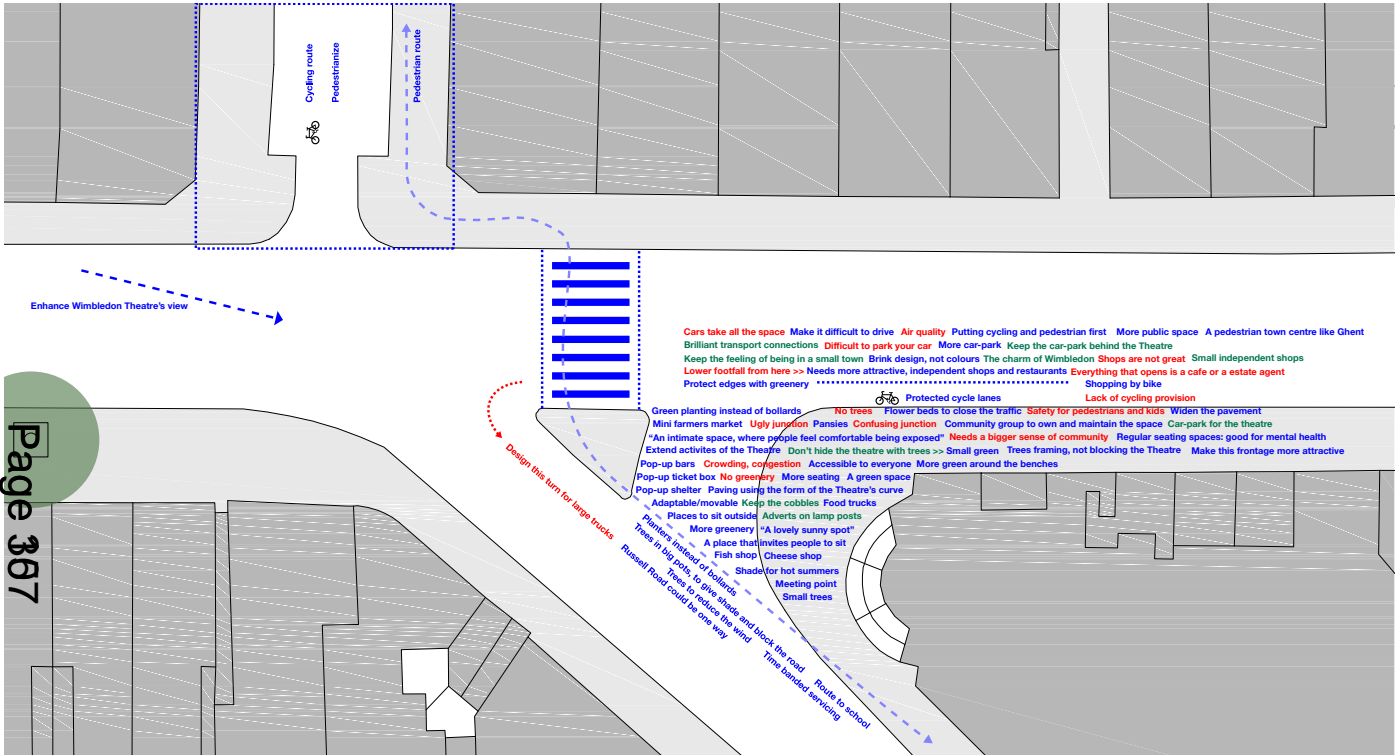 Cycling route
Pedestrianize
Pedestrian route
Enhance Wimbledon Theatre's view
Cars take all the space Make it difficult to drive Air quality Putting cycling and pedestrian first More public space A pedestrian town centre like Ghent
Brilliant transport connections Difficult to park your car More car-park Keep the car-park behind the Theatre
Keep the feeling of being in a small town Brink design, not colours The charm of Wimbledon Shops are not great Small independent shops
Lower footfall from here >> Needs more attractive, independent shops and restaurants Everything that opens is a cafe or a estate agent
Protect edges with greenery Shopping by bike
Protected cycle lanes Lack of cycling provision
Green planting instead of bollards No trees Flower beds to close the traffic Safety for pedestrians and kids Widen the pavement
Mini farmers market Ugly junction Pansies Confusing junction Community group to own and maintain the space Car-park for the theatre
"An intimate space, where people feel comfortable being exposed" Needs a bigger sense of community Regular seating spaces: good for mental health
Extend activites of the Theatre Don't hide the theatre with trees >> Small green Trees framing, not blocking the Theatre Make this frontage more attractive
Pop-up bars Crowding, congestion Accessible to everyone More green around the benches
Pop-up ticket box No greenery More seating A green space
Pop-up shelter Paving using the form of the Theatre's curve
Adaptable/movable Keep the cobbles Food trucks
Places to sit outside Adverts on lamp posts
More greenery "A lovely sunny spot"
A place that invites people to sit
Fish shop Cheese shop
Shade for hot summers
Meeting point
Small trees
Design this turn for large trucks
Planters instead of bollards
Trees in big pots, to give shade and block the road
Trees to reduce the wind
Russell Road could be one way
Time banded servicing
Route to school
Page